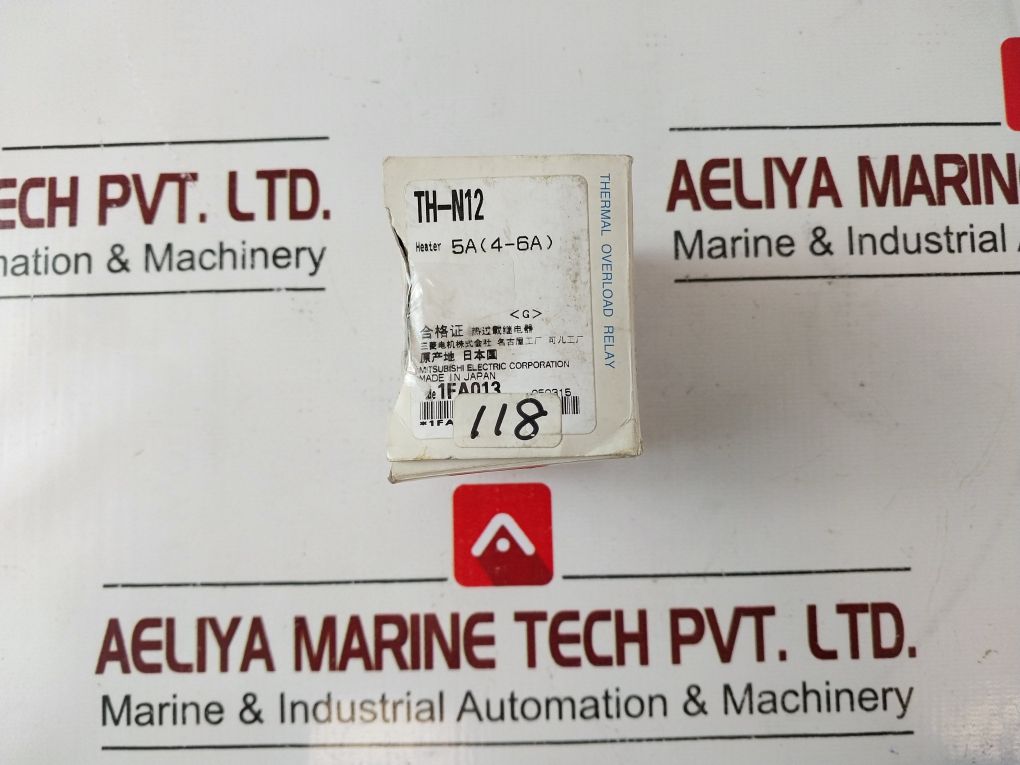 ECH PVT. LTD.
mation & Machinery
AELIYA MARIN
Marine & Industrial
TH-N12
Heater 5A(4-6A)
<G>
合格证 热过载继电器
三菱电机株式会社 名古屋工厂 可儿工厂
原产地 日本国
MITSUBISHI ELECTRIC CORPORATION
MADE IN JAPAN
1FA013
*1FA
118
THERMAL OVERLOAD RELAY
AELIYA MARINE TECH PVT. LTD.
Marine & Industrial Automation & Machinery